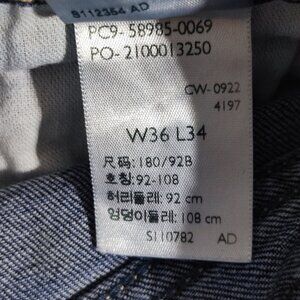 S112354 AD
PC9- 58985-0069
PO- 2100013250
CW- 0922
4197
W36 L34
尺码: 180/92B
호칭: 92-108
허리둘레: 92 cm
엉덩이둘레: 108 cm
S110782 AD